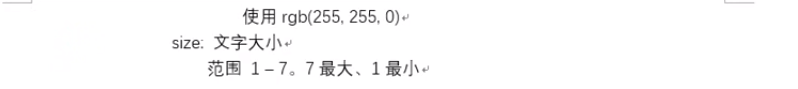 使用 rgb(255, 255, 0)
size: 文字大小
范围 1 – 7。7 最大、1 最小